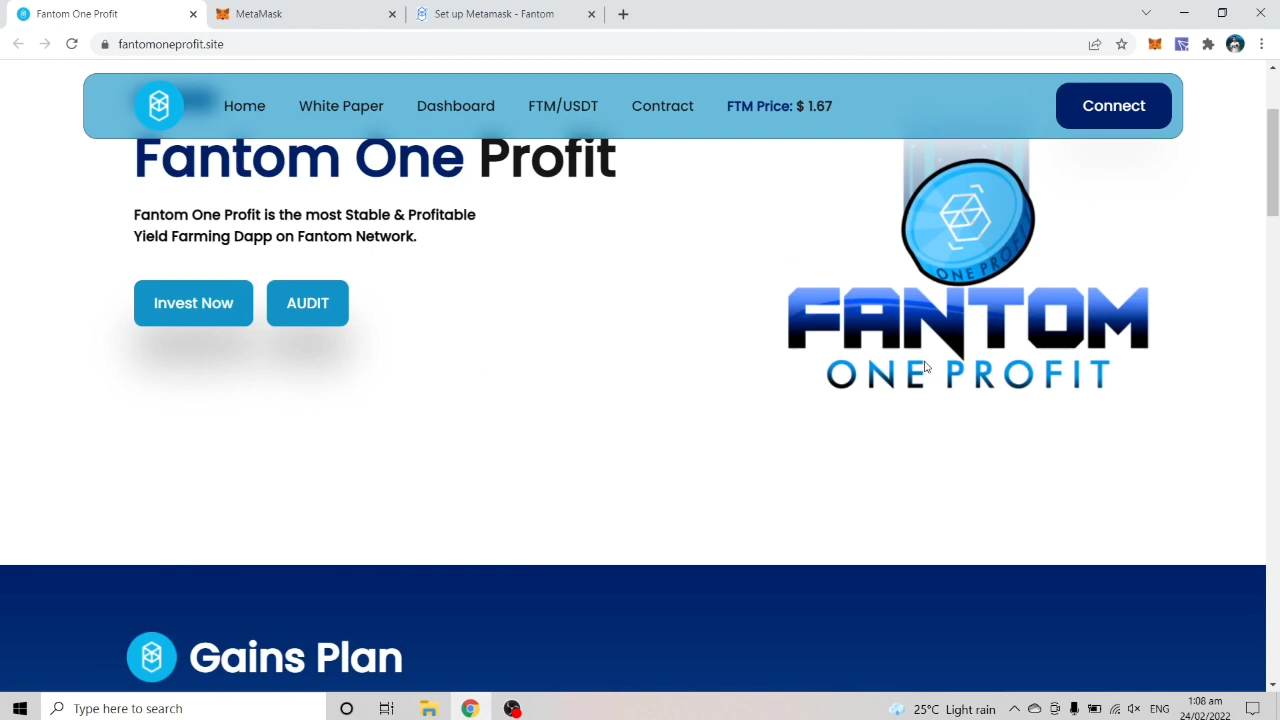 Fantom One Profit
MetaMask
Set up Metamask - Fantom
fantomoneprofit.site
Home
White Paper
Dashboard
FTM/USDT
Contract
FTM Price: $ 1.67
Connect
Fantom One Profit
Fantom One Profit is the most Stable & Profitable
Yield Farming Dapp on Fantom Network.
Invest Now
AUDIT
ONE PROFIT
FANTOM
ONE PROFIT
Gains Plan
Type here to search
25°C Light rain
ENG
1:08 am
24/02/2022